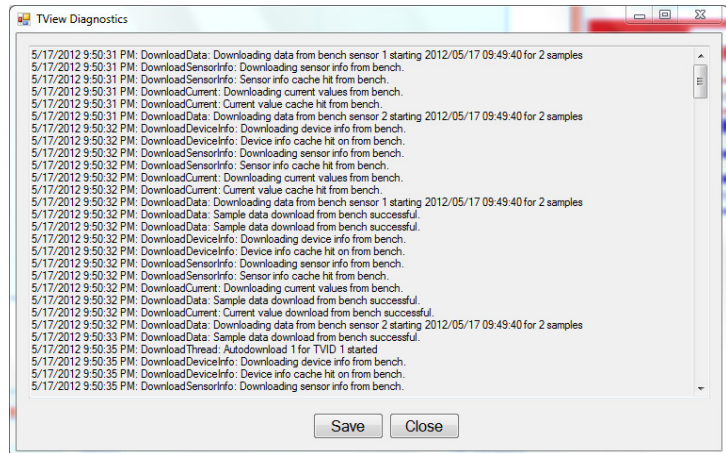 TView Diagnostics
5/17/2012 9:50:31 PM: DownloadData: Downloading data from bench sensor 1 starting 2012/05/17 09:49:40 for 2 samples
5/17/2012 9:50:31 PM: DownloadSensorInfo: Downloading sensor info from bench.
5/17/2012 9:50:31 PM: DownloadSensorInfo: Sensor info cache hit from bench.
5/17/2012 9:50:31 PM: DownloadCurrent: Downloading current values from bench.
5/17/2012 9:50:31 PM: DownloadCurrent: Current value cache hit from bench.
5/17/2012 9:50:31 PM: DownloadData: Downloading data from bench sensor 2 starting 2012/05/17 09:49:40 for 2 samples
5/17/2012 9:50:32 PM: DownloadDeviceInfo: Downloading device info from bench.
5/17/2012 9:50:32 PM: DownloadDeviceInfo: Device info cache hit on from bench.
5/17/2012 9:50:32 PM: DownloadSensorInfo: Downloading sensor info from bench.
5/17/2012 9:50:32 PM: DownloadSensorInfo: Sensor info cache hit from bench.
5/17/2012 9:50:32 PM: DownloadCurrent: Downloading current values from bench.
5/17/2012 9:50:32 PM: DownloadCurrent: Current value cache hit from bench.
5/17/2012 9:50:32 PM: DownloadData: Downloading data from bench sensor 1 starting 2012/05/17 09:49:40 for 2 samples
5/17/2012 9:50:32 PM: DownloadData: Sample data download from bench successful.
5/17/2012 9:50:32 PM: DownloadData: Sample data download from bench successful.
5/17/2012 9:50:32 PM: DownloadDeviceInfo: Downloading device info from bench.
5/17/2012 9:50:32 PM: DownloadDeviceInfo: Device info cache hit on from bench.
5/17/2012 9:50:32 PM: DownloadSensorInfo: Downloading sensor info from bench.
5/17/2012 9:50:32 PM: DownloadSensorInfo: Sensor info cache hit from bench.
5/17/2012 9:50:32 PM: DownloadCurrent: Downloading current values from bench.
5/17/2012 9:50:32 PM: DownloadData: Sample data download from bench successful.
5/17/2012 9:50:32 PM: DownloadCurrent: Current value download from bench successful.
5/17/2012 9:50:32 PM: DownloadData: Downloading data from bench sensor 2 starting 2012/05/17 09:49:40 for 2 samples
5/17/2012 9:50:33 PM: DownloadData: Sample data download from bench successful.
5/17/2012 9:50:35 PM: DownloadThread: Autodownload 1 for TVID 1 started
5/17/2012 9:50:35 PM: DownloadDeviceInfo: Downloading device info from bench.
5/17/2012 9:50:35 PM: DownloadDeviceInfo: Device info cache hit on from bench.
5/17/2012 9:50:35 PM: DownloadSensorInfo: Downloading sensor info from bench.
Save Close